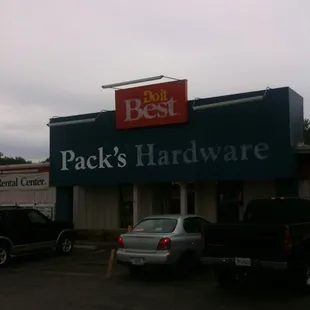 Do it
Best
Pack's Hardware
Rental Center